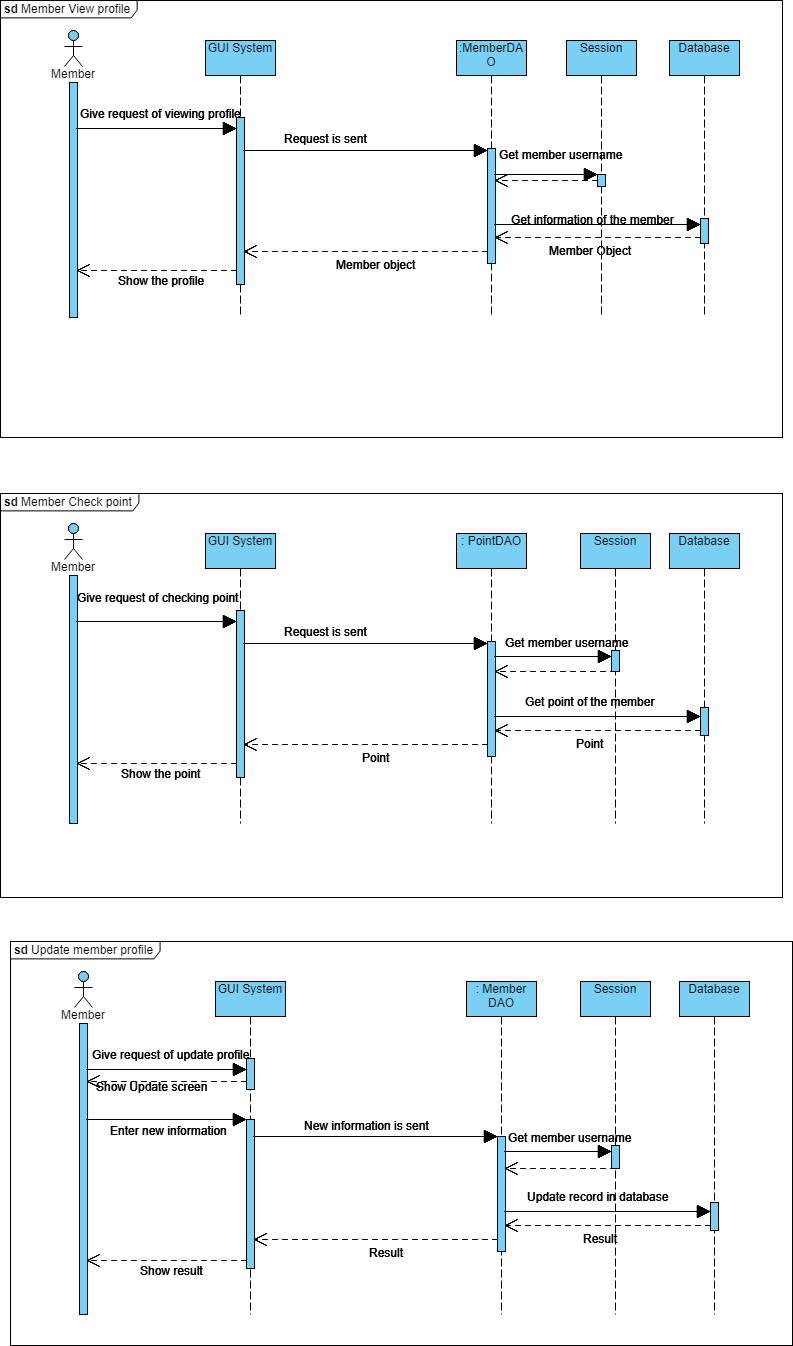 sd Member View profile
Member
GUI System
:MemberDA
O
Session
Database
Give request of viewing profile
Request is sent
Get member username
Get information of the member
Member Object
Member object
Show the profile
sd Member Check point
Member
GUI System
: PointDAO
Session
Database
Give request of checking point
Request is sent
Get member username
Get point of the member
Point
Point
Show the point
sd Update member profile
Member
GUI System
: Member
DAO
Session
Database
Give request of update profile
Show Update screen
Enter new information
New information is sent
Get member username
Update record in database
Result
Result
Show result